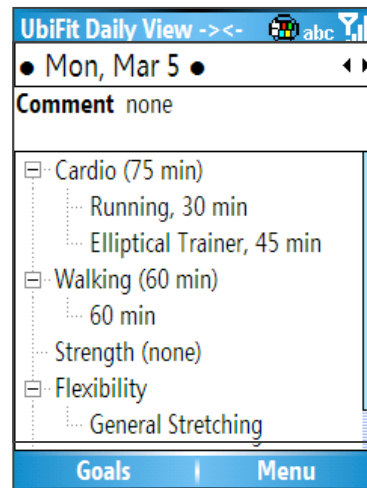 UbiFit Daily View -><- abc
● Mon, Mar 5 ●
Comment none
Cardio (75 min)
Running, 30 min
Elliptical Trainer, 45 min
Walking (60 min)
60 min
Strength (none)
Flexibility
General Stretching
Goals Menu